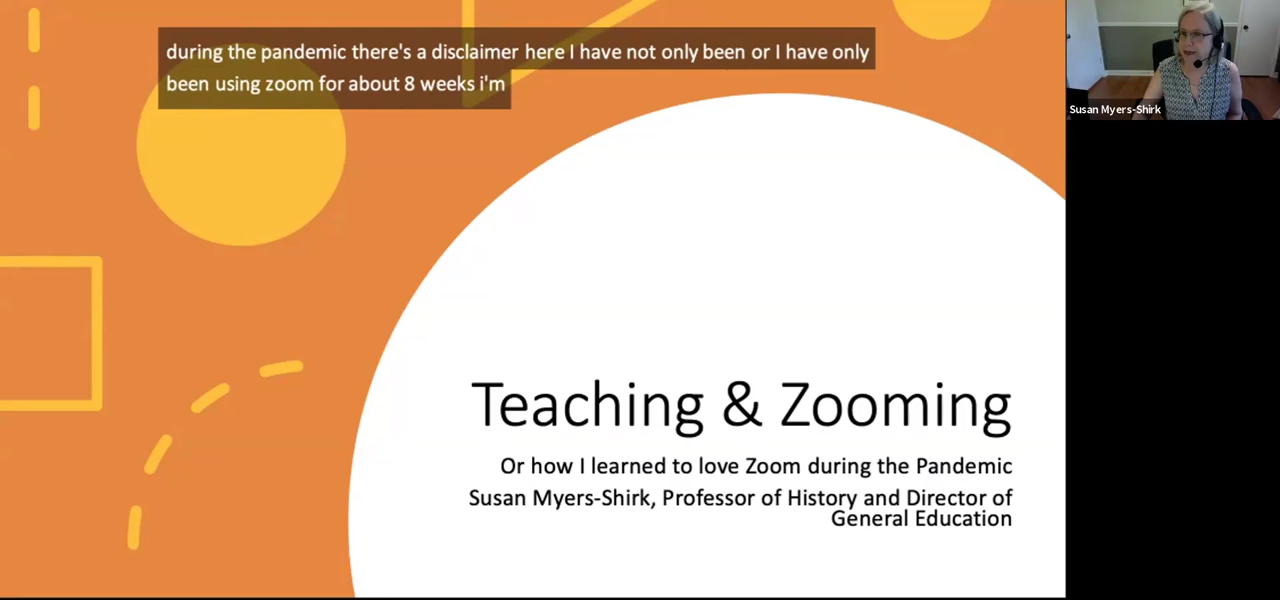 during the pandemic there's a disclaimer here I have not only been or I have only
been using zoom for about 8 weeks i'm
Susan Myers-Shirk
Teaching & Zooming
Or how I learned to love Zoom during the Pandemic
Susan Myers-Shirk, Professor of History and Director of
General Education